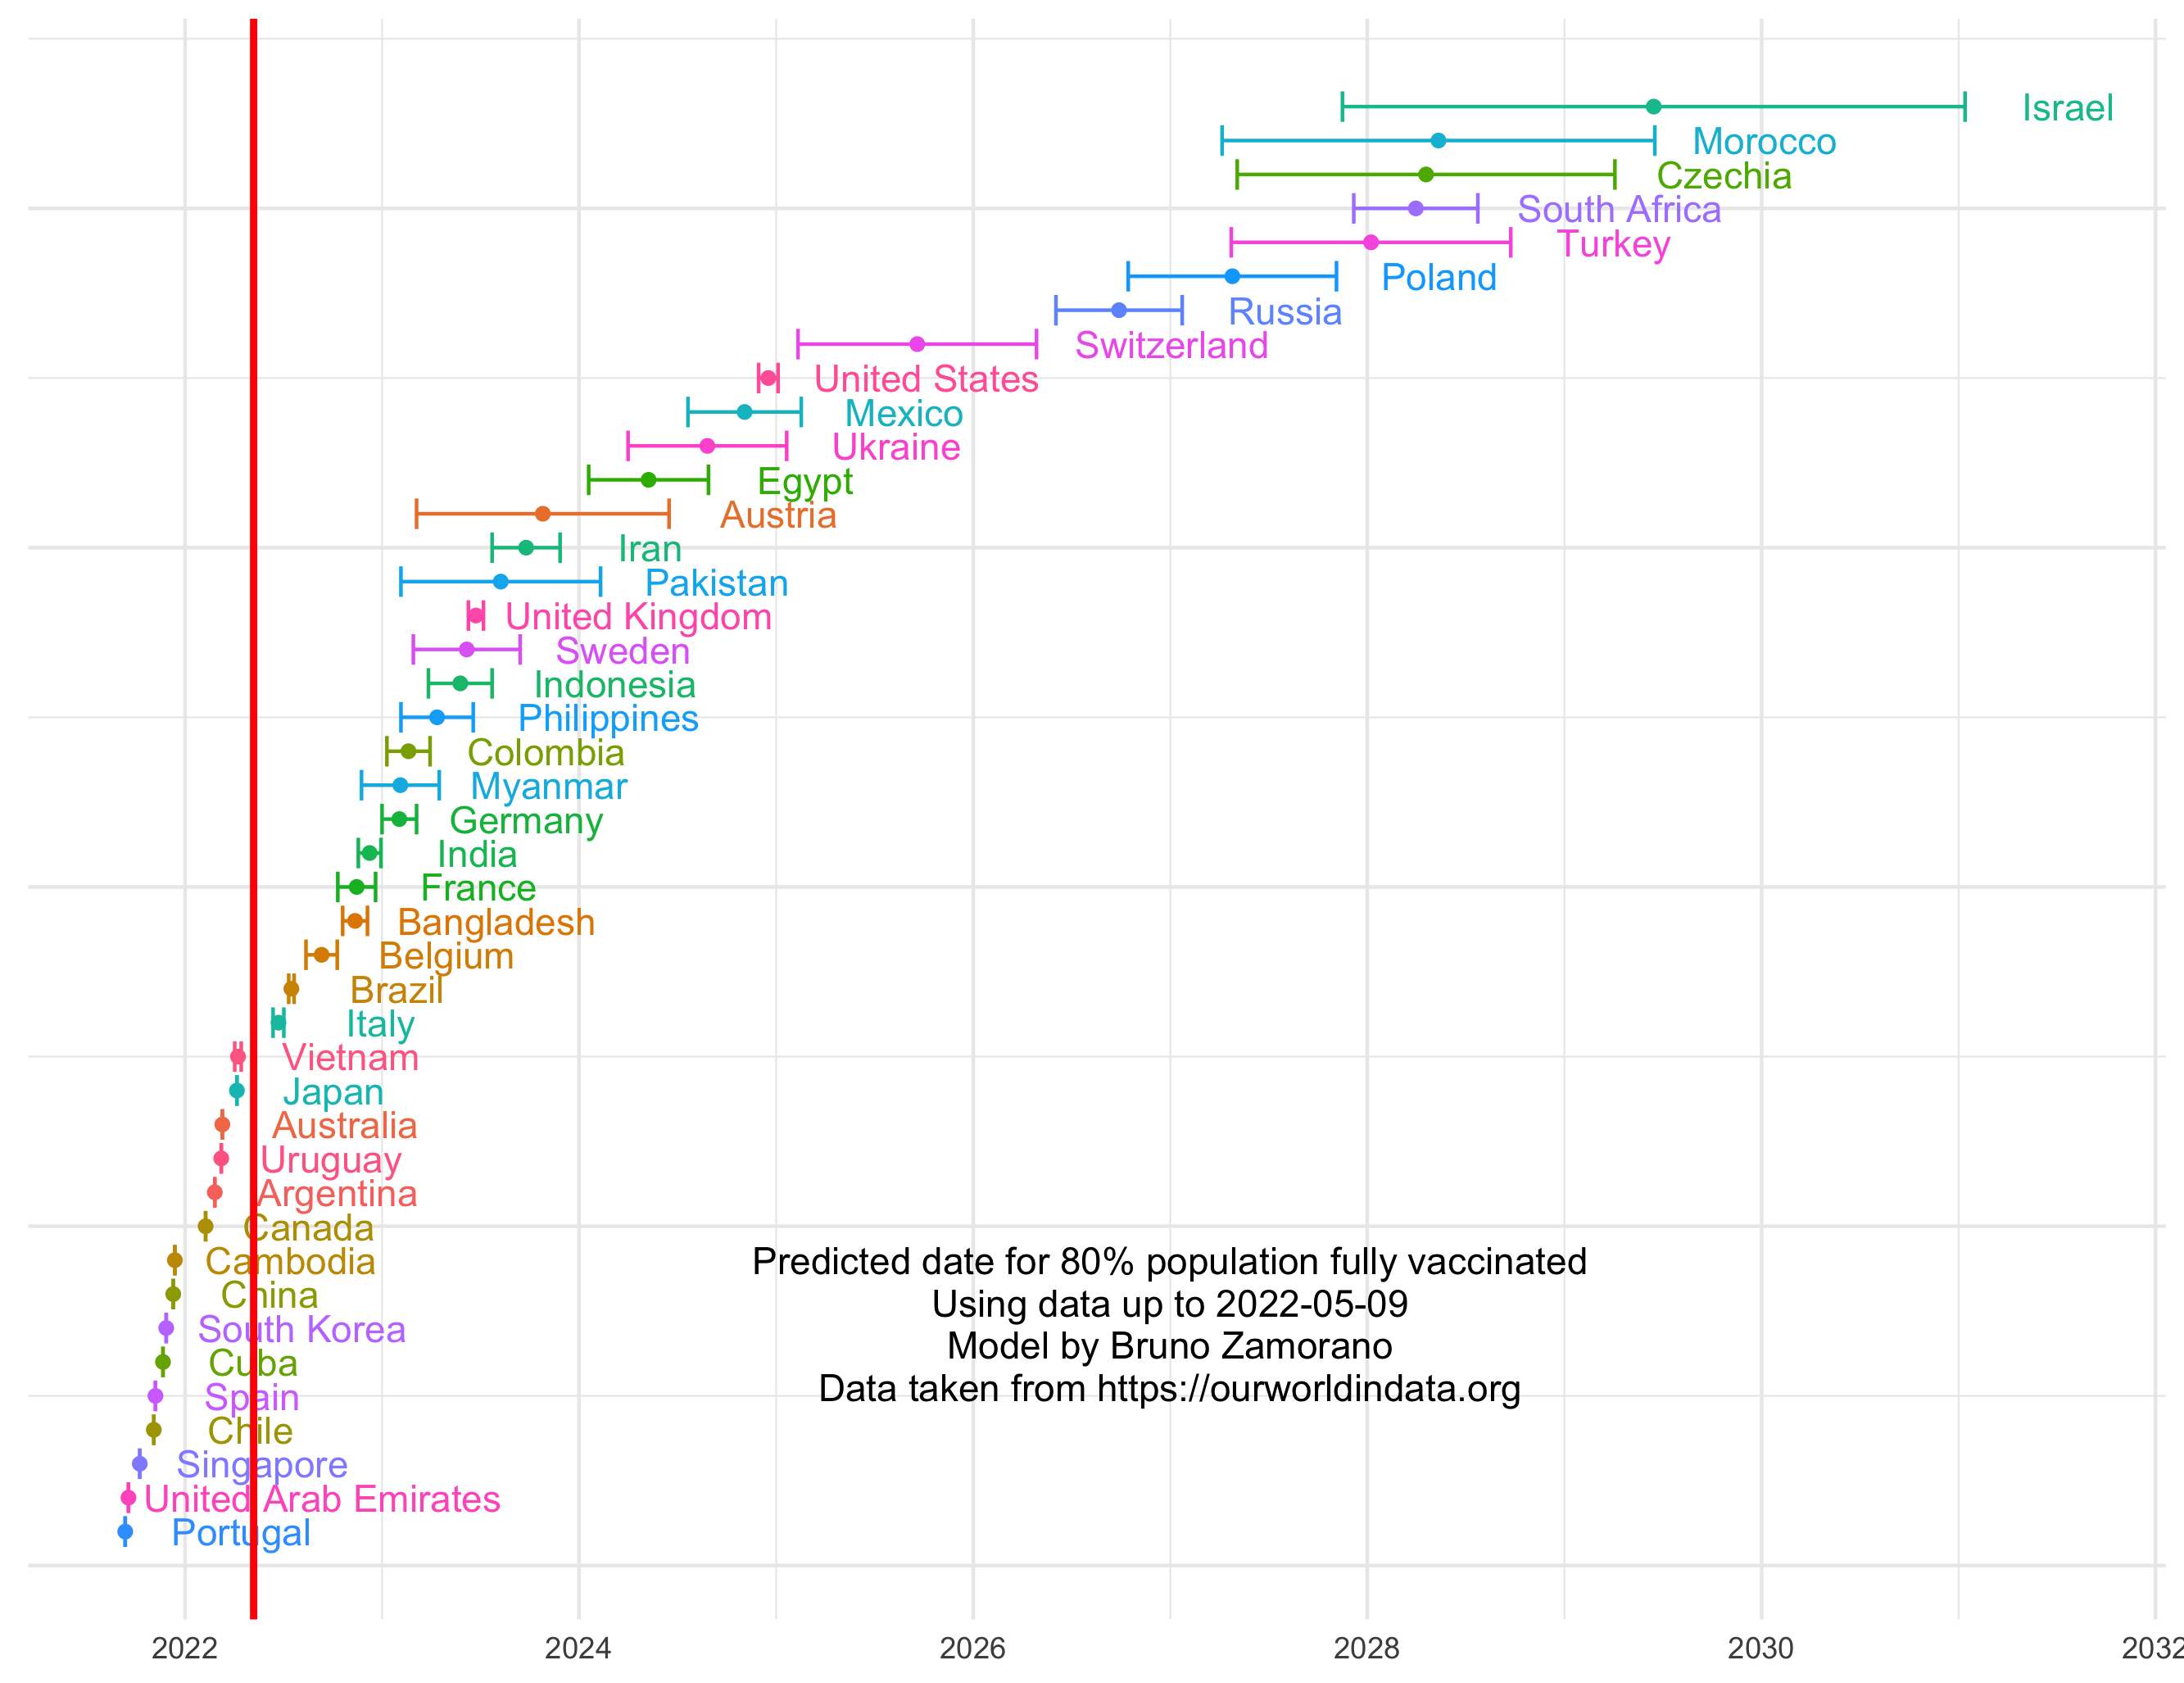 Israel
Morocco
Czechia
South Africa
Turkey
Poland
Russia
Switzerland
United States
Mexico
Ukraine
Egypt
Austria
Iran
Pakistan
United Kingdom
Sweden
Indonesia
Philippines
Colombia
Myanmar
Germany
India
France
Bangladesh
Belgium
Brazil
Italy
Vietnam
Japan
Australia
Uruguay
Argentina
Canada
Cambodia
China
South Korea
Cuba
Spain
Chile
Singapore
United Arab Emirates
Portugal
Predicted date for 80% population fully vaccinated
Using data up to 2022-05-09
Model by Bruno Zamorano
Data taken from https://ourworldindata.org
2022 2024 2026 2028 2030 2032